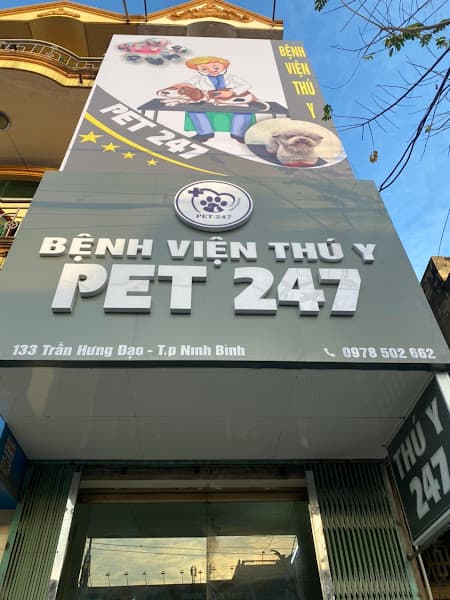 BỆNH
VIỆN
THÚ
Y
PET 247
PET 247
BỆNH VIỆN THÚ Y
PET 247
133 Trần Hưng Đạo - T.p Ninh Bình
0978 502 662
THÚ Y
247